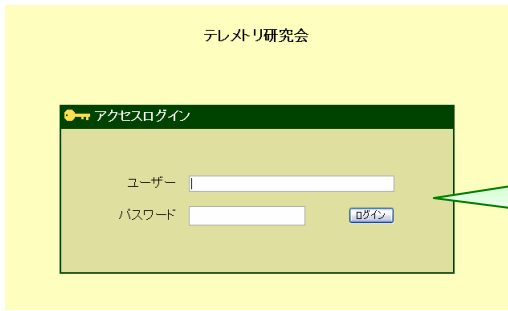 テレメトリ研究会
アクセスログイン
ユーザー
パスワード
ログイン